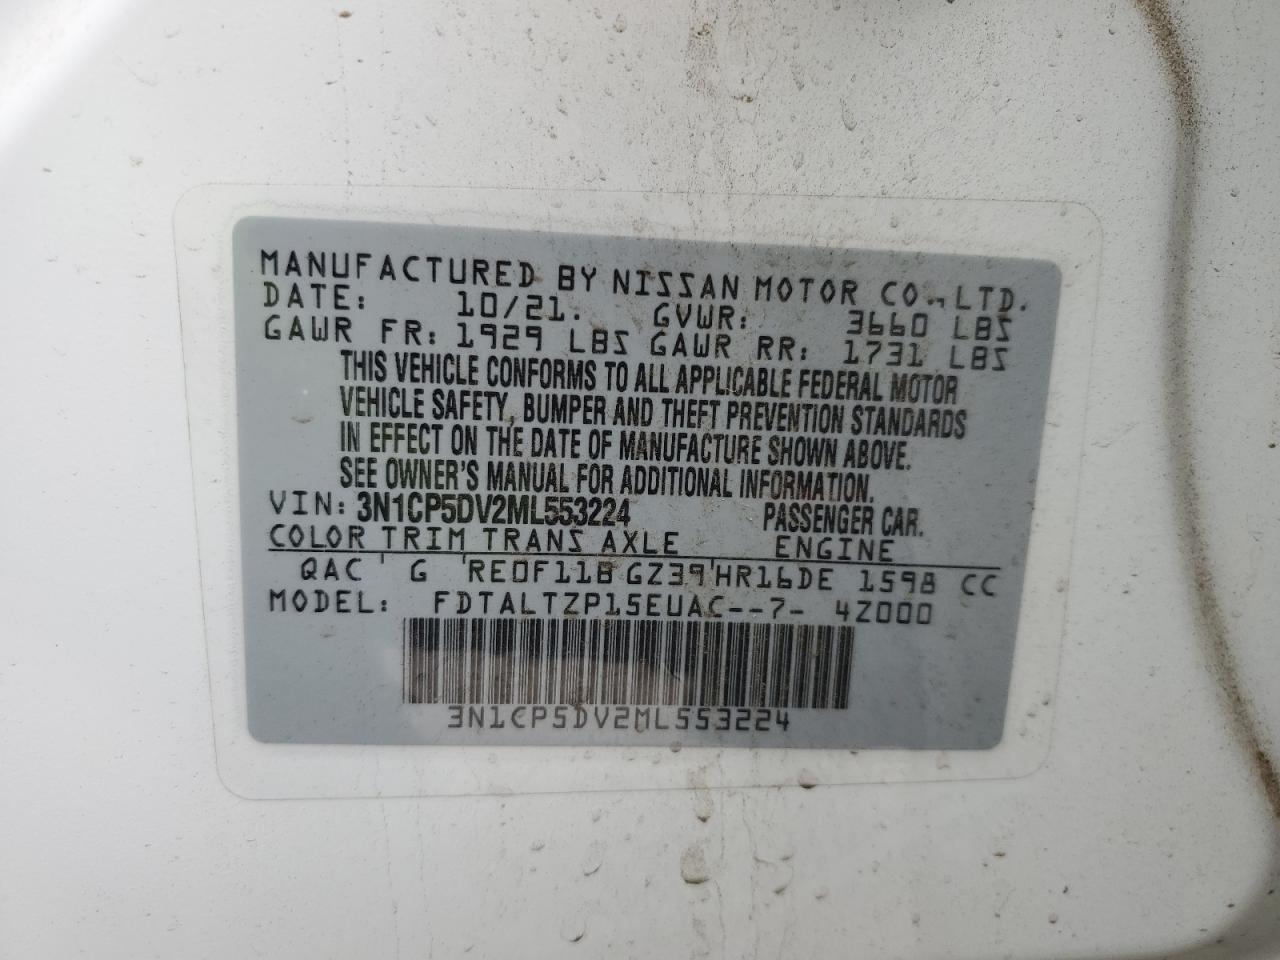 MANUFACTURED BY NISSAN MOTOR CO., LTD.
DATE: 10/21. GVWR: 3660 LBS
GAWR FR: 1929 LBS GAWR RR: 1731 LBS
THIS VEHICLE CONFORMS TO ALL APPLICABLE FEDERAL MOTOR
VEHICLE SAFETY, BUMPER AND THEFT PREVENTION STANDARDS
IN EFFECT ON THE DATE OF MANUFACTURE SHOWN ABOVE.
SEE OWNER'S MANUAL FOR ADDITIONAL INFORMATION.
VIN: 3N1CP5DV2ML553224 PASSENGER CAR.
COLOR TRIM TRANS AXLE ENGINE
QAC ' G 'RE0F11B GZ39'HR16DE 1598 CC
MODEL: FDTALTZP15EUAC--7- 4Z000
3N1CP5DV2ML553224